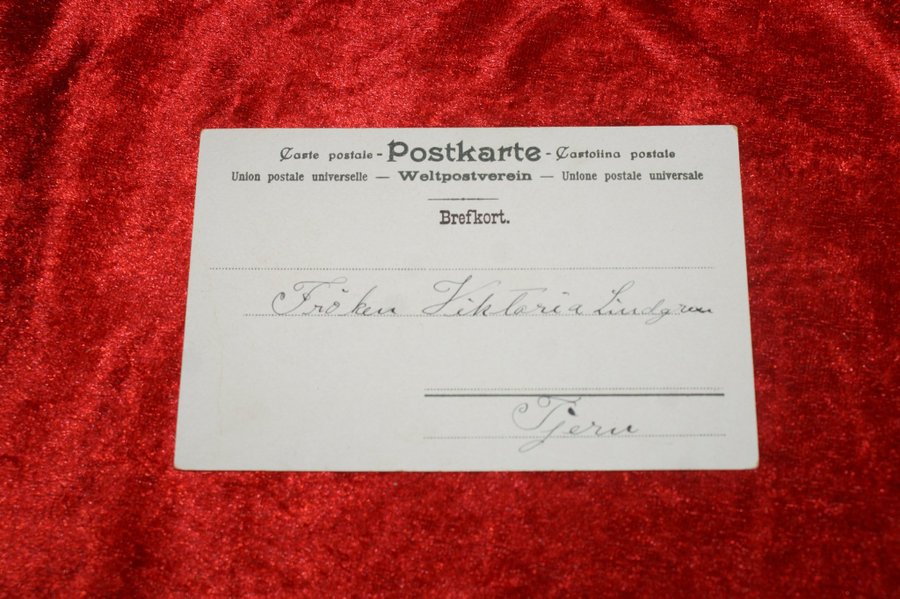 Carte postale - Postkarte - Cartolina postale
Union postale universelle — Weltpostverein — Unione postale universale
Brefkort.
Fröken Viktoria Lindgren
Tjeru